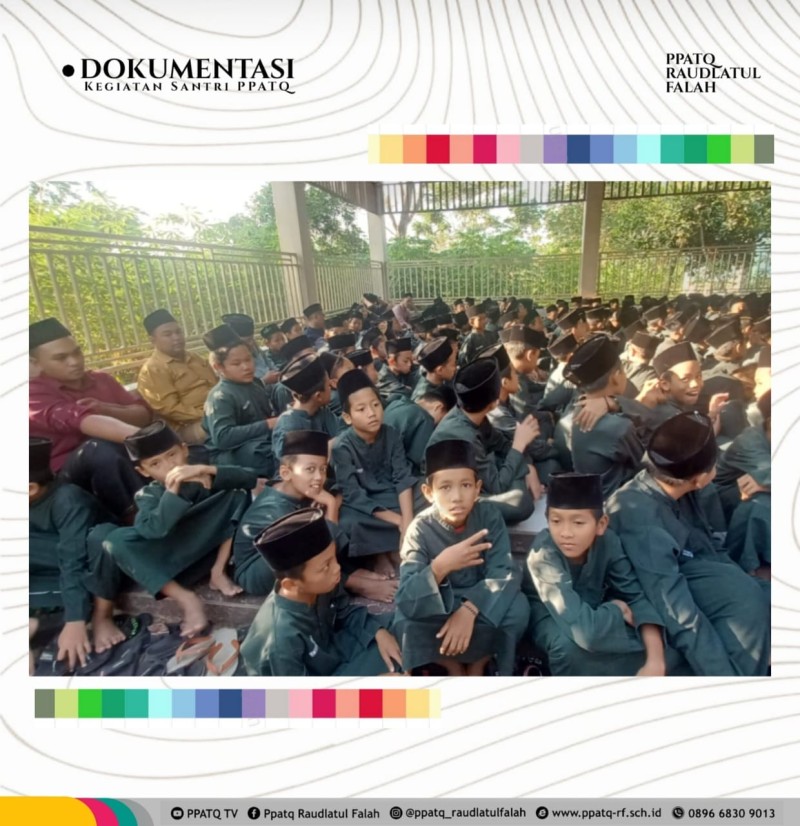 • DOKUMENTASI
KEGIATAN SANTRI PPATQ
PPATQ
RAUDLATUL
FALAH
PPATQ TV Ppatq Raudlatul Falah @ppatq_raudlatulfalah www.ppatq-rf.sch.id 0896 6830 9013